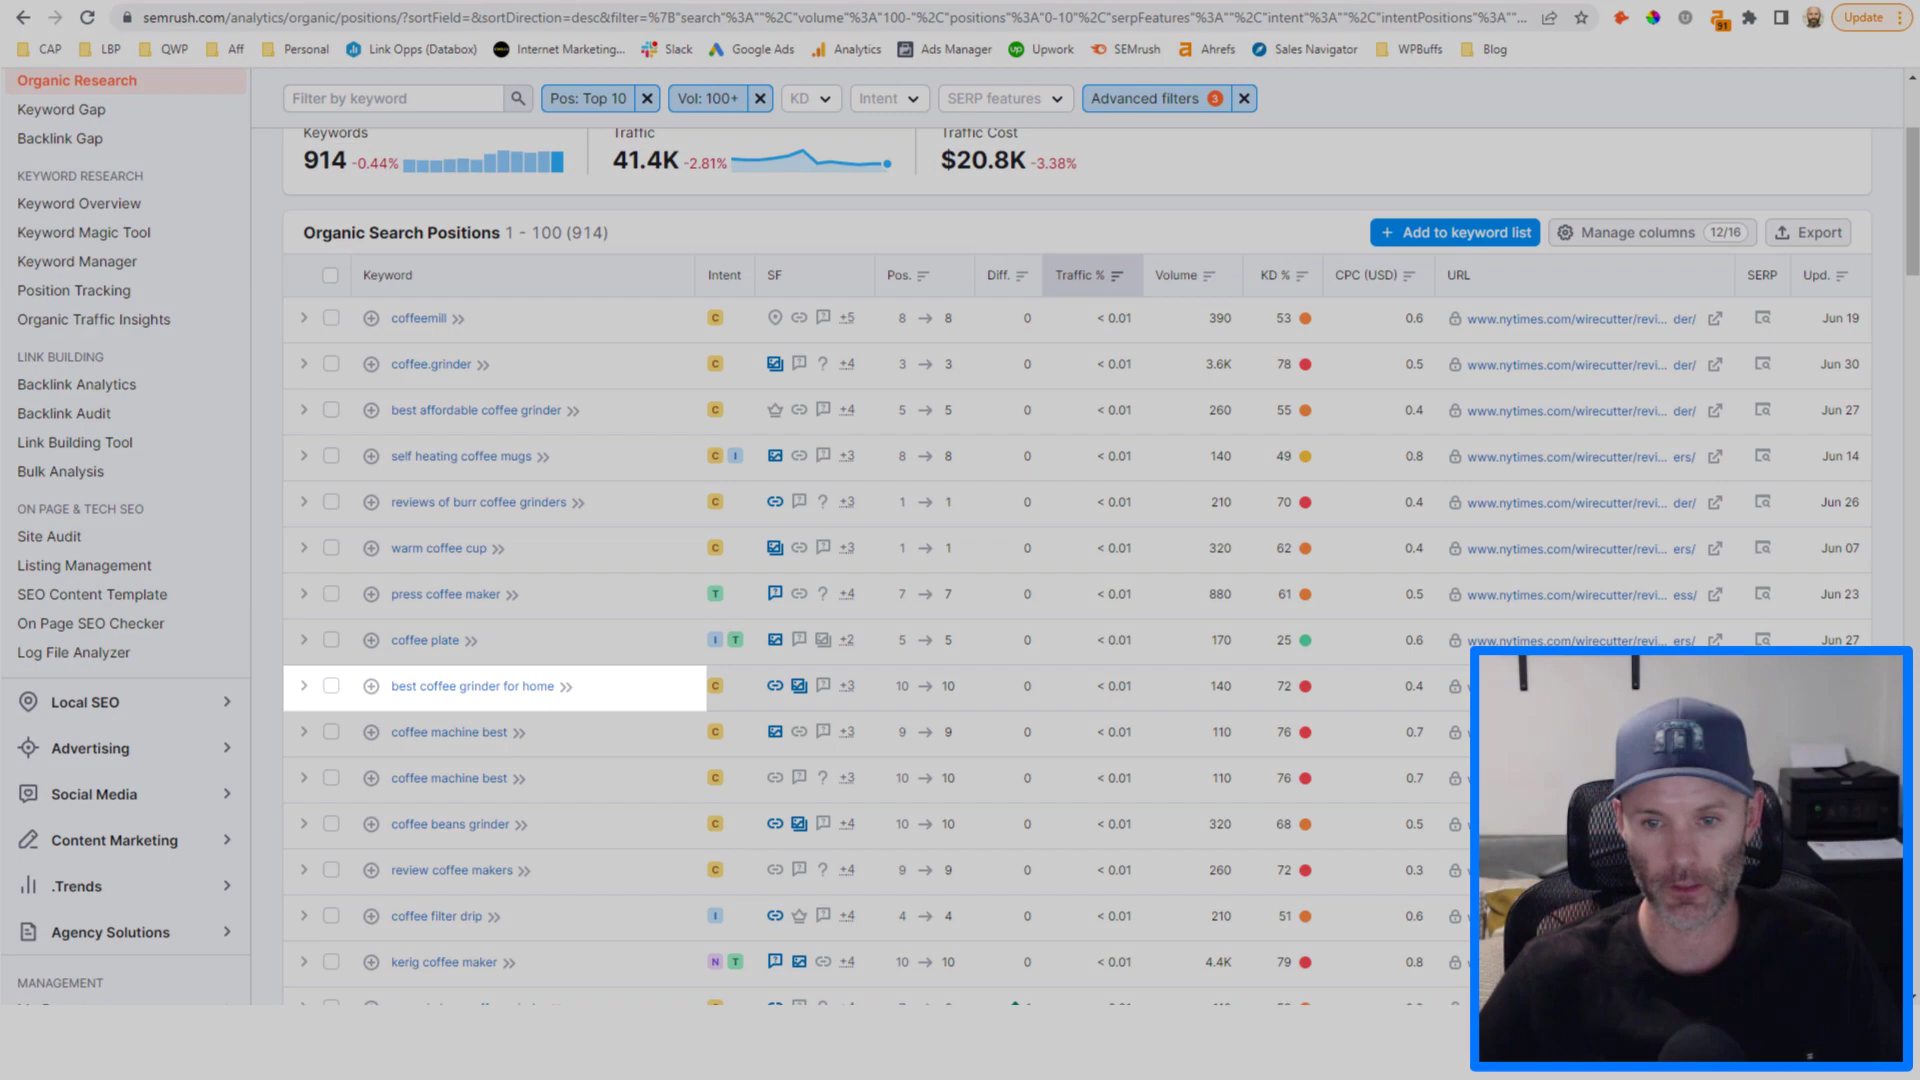 semrush.com/analytics/organic/positions/?sortField=&sortDirection=desc&filter=%7B"search"%3A""%2C"volume"%3A"100-"%2C"positions"%3A"0-10"%2C"serpFeatures"%3A""%2C"intent"%3A""%2C"intentPositions"%3A""...
91
Update
CAP LBP QWP Aff Personal Link Opps (Databox) Internet Marketing... Slack Google Ads Analytics Ads Manager Upwork SEMrush Ahrefs Sales Navigator WPBuffs Blog
Organic Research
Keyword Gap
Backlink Gap
KEYWORD RESEARCH
Keyword Overview
Keyword Magic Tool
Keyword Manager
Position Tracking
Organic Traffic Insights
LINK BUILDING
Backlink Analytics
Backlink Audit
Link Building Tool
Bulk Analysis
ON PAGE & TECH SEO
Site Audit
Listing Management
SEO Content Template
On Page SEO Checker
Log File Analyzer
Local SEO
Advertising
Social Media
Content Marketing
.Trends
Agency Solutions
MANAGEMENT
Filter by keyword Pos: Top 10 Vol: 100+ KD Intent SERP features Advanced filters 3
Keywords Traffic Traffic Cost
914 -0.44% 41.4K -2.81% $20.8K -3.38%
Organic Search Positions 1 - 100 (914) + Add to keyword list Manage columns 12/16 Export
Keyword Intent SF Pos. Diff. Traffic % Volume KD % CPC (USD) URL SERP Upd.
coffeemill C +5 8 → 8 0 < 0.01 390 53 0.6 www.nytimes.com/wirecutter/revi... der/ Jun 19
coffee.grinder C +4 3 → 3 0 < 0.01 3.6K 78 0.5 www.nytimes.com/wirecutter/revi... der/ Jun 30
best affordable coffee grinder C +4 5 → 5 0 < 0.01 260 55 0.4 www.nytimes.com/wirecutter/revi... der/ Jun 27
self heating coffee mugs C I +3 8 → 8 0 < 0.01 140 49 0.8 www.nytimes.com/wirecutter/revi... ers/ Jun 14
reviews of burr coffee grinders C +3 1 → 1 0 < 0.01 210 70 0.4 www.nytimes.com/wirecutter/revi... der/ Jun 26
warm coffee cup C +3 1 → 1 0 < 0.01 320 62 0.4 www.nytimes.com/wirecutter/revi... ers/ Jun 07
press coffee maker T +4 7 → 7 0 < 0.01 880 61 0.5 www.nytimes.com/wirecutter/revi... ess/ Jun 23
coffee plate I T +2 5 → 5 0 < 0.01 170 25 0.6 www.nytimes.com/wirecutter/revi... ers/ Jun 27
best coffee grinder for home C +3 10 → 10 0 < 0.01 140 72 0.4
coffee machine best C +3 9 → 9 0 < 0.01 110 76 0.7
coffee machine best C +3 10 → 10 0 < 0.01 110 76 0.7
coffee beans grinder C +4 10 → 10 0 < 0.01 320 68 0.5
review coffee makers C +4 9 → 9 0 < 0.01 260 72 0.3
coffee filter drip I +4 4 → 4 0 < 0.01 210 51 0.6
kerig coffee maker N T +4 10 → 10 0 < 0.01 4.4K 79 0.8